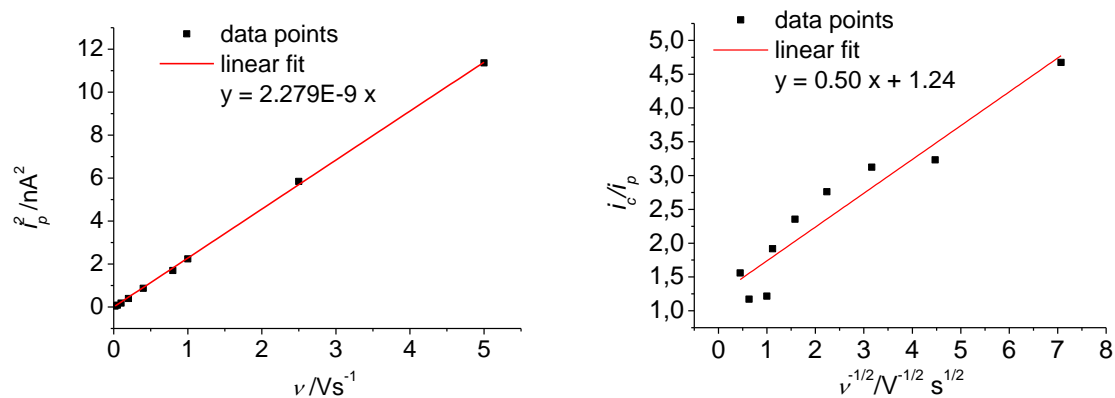 data points
linear fit
y = 2.279E-9 x
12
10
8
6
4
2
0
i_p^2 /nA^2
0 1 2 3 4 5
ν /Vs^-1
data points
linear fit
y = 0.50 x + 1.24
5,0
4,5
4,0
3,5
3,0
2,5
2,0
1,5
1,0
i_c/i_p
0 1 2 3 4 5 6 7 8
ν^-1/2/V^-1/2 s^1/2